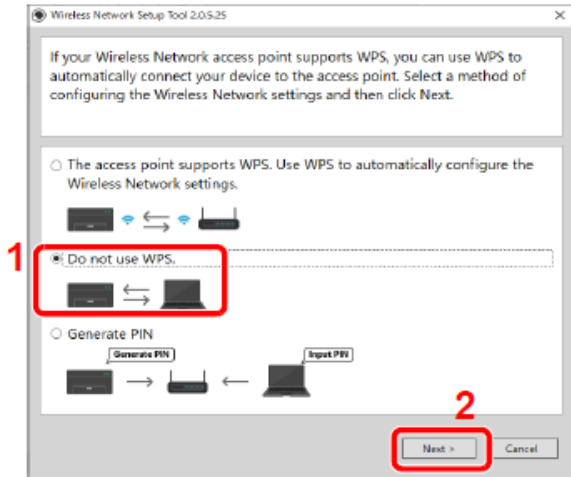 Wireless Network Setup Tool 2.0.5.25
If your Wireless Network access point supports WPS, you can use WPS to
automatically connect your device to the access point. Select a method of
configuring the Wireless Network settings and then click Next.
The access point supports WPS. Use WPS to automatically configure the
Wireless Network settings.
1
Do not use WPS.
Generate PIN
Generate PIN
Input PIN
2
Next >
Cancel